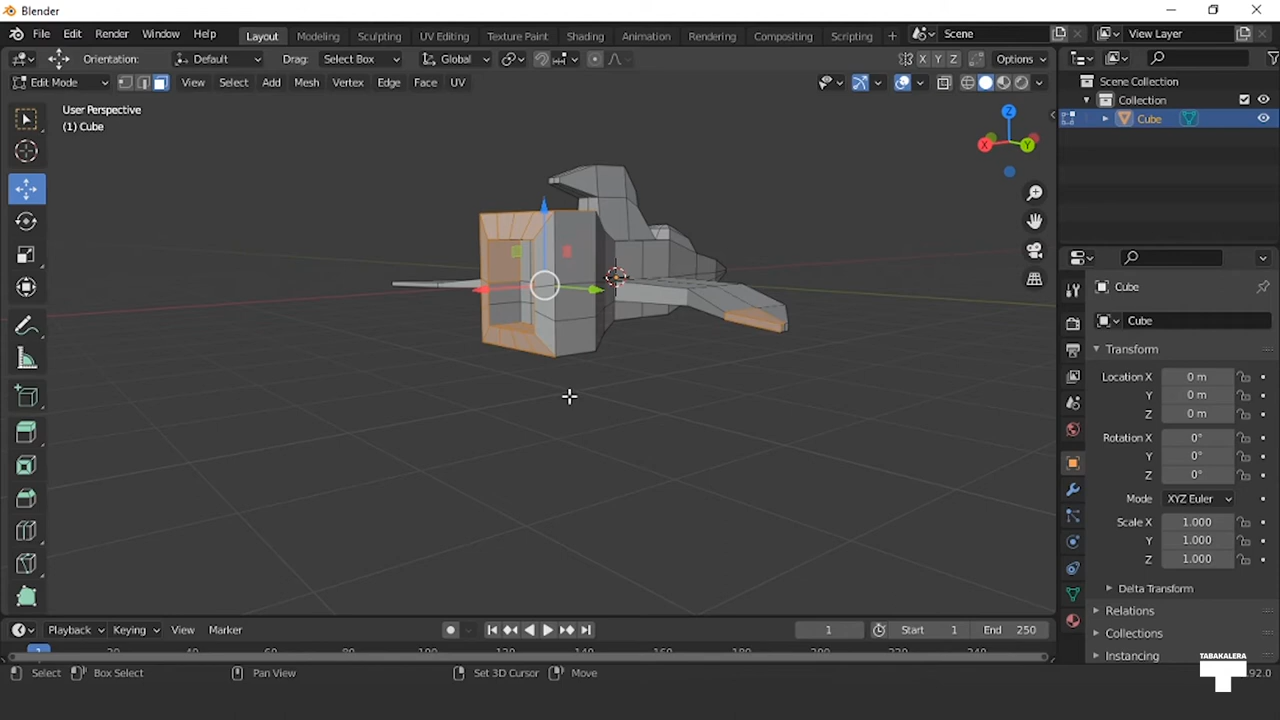 Blender
File Edit Render Window Help Layout Modeling Sculpting UV Editing Texture Paint Shading Animation Rendering Compositing Scripting + Scene View Layer
Orientation: Default Drag: Select Box Global X Y Z Options
Edit Mode View Select Add Mesh Vertex Edge Face UV
User Perspective
(1) Cube
Z
X
Y
Scene Collection
Collection
Cube
Cube
Cube
Transform
Location X 0 m
Y 0 m
Z 0 m
Rotation X 0°
Y 0°
Z 0°
Mode XYZ Euler
Scale X 1.000
Y 1.000
Z 1.000
Delta Transform
Relations
Collections
Instancing
Playback Keying View Marker 1 Start 1 End 250
Select Box Select Pan View Set 3D Cursor Move
TABAKALERA
92.0